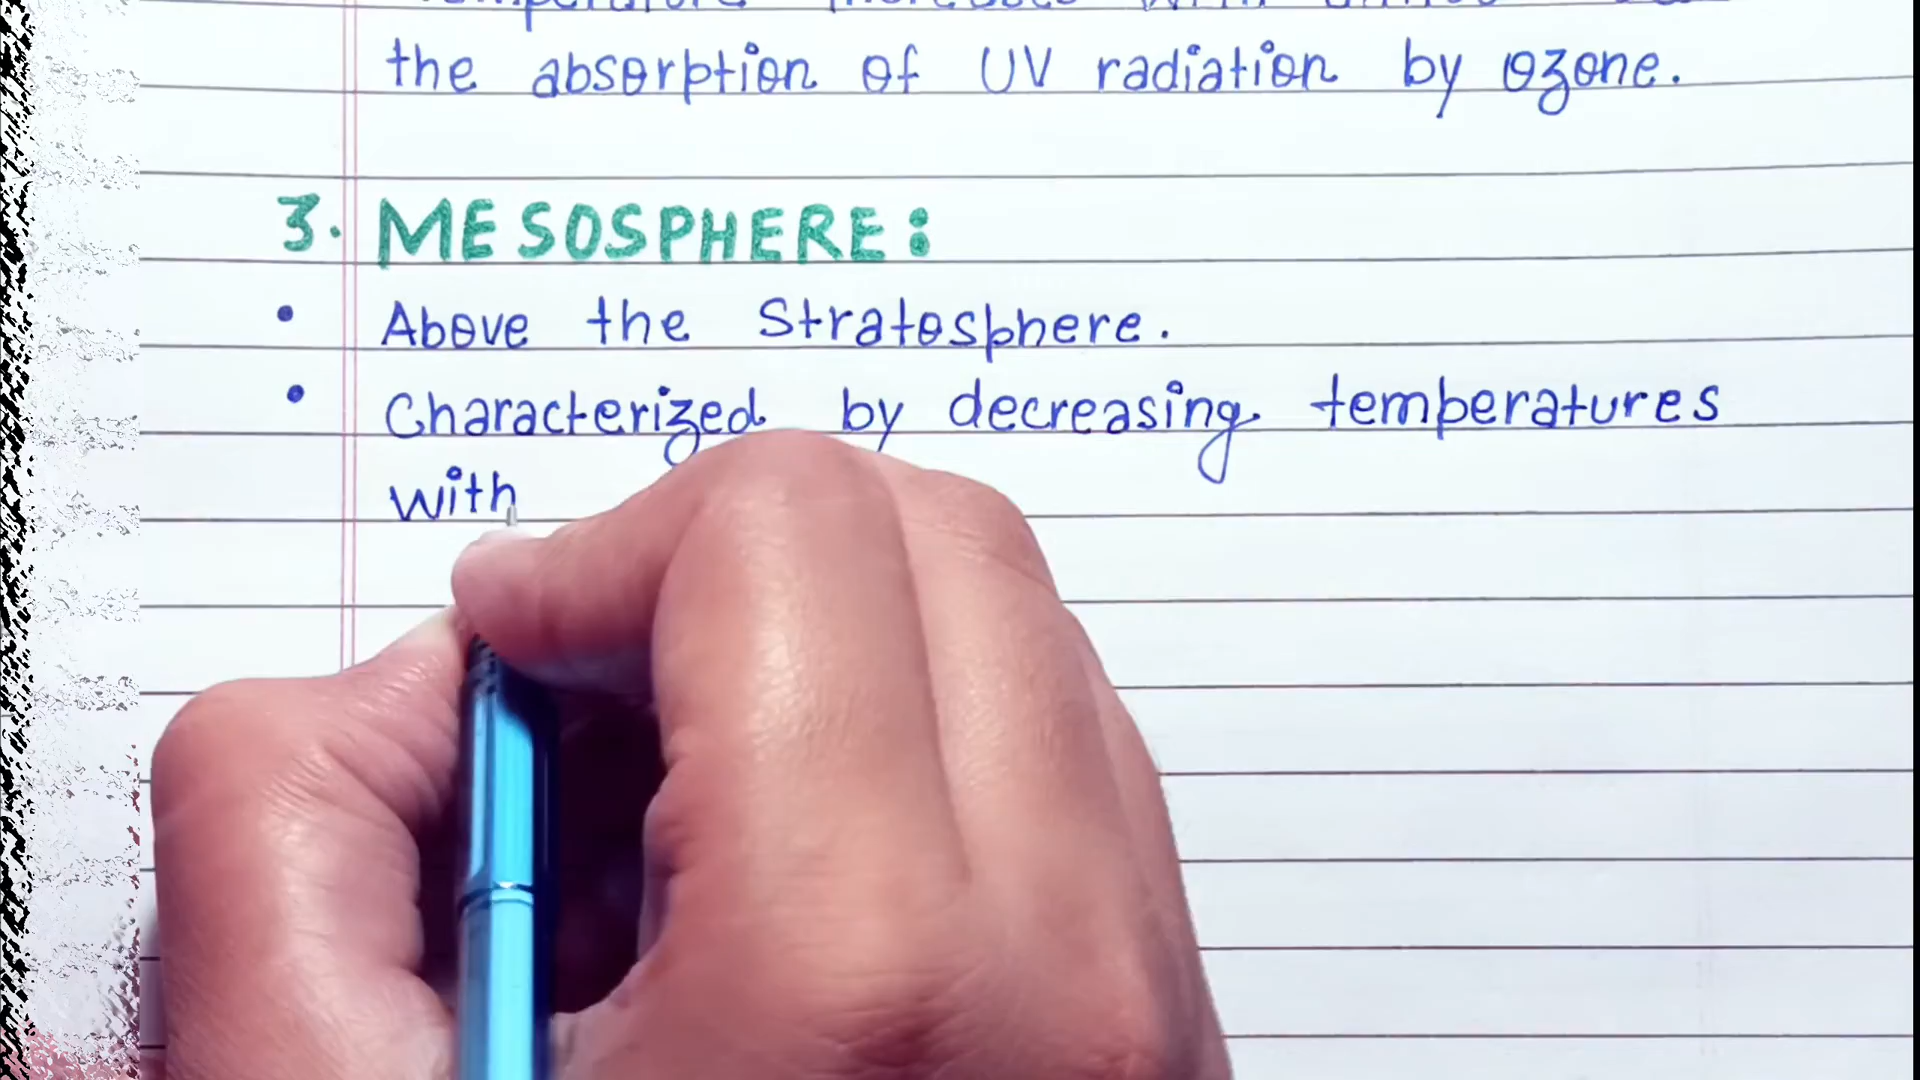 the absorption of UV radiation by ozone.
3. MESOSPHERE:
• Above the Stratosphere.
• Characterized by decreasing temperatures
with